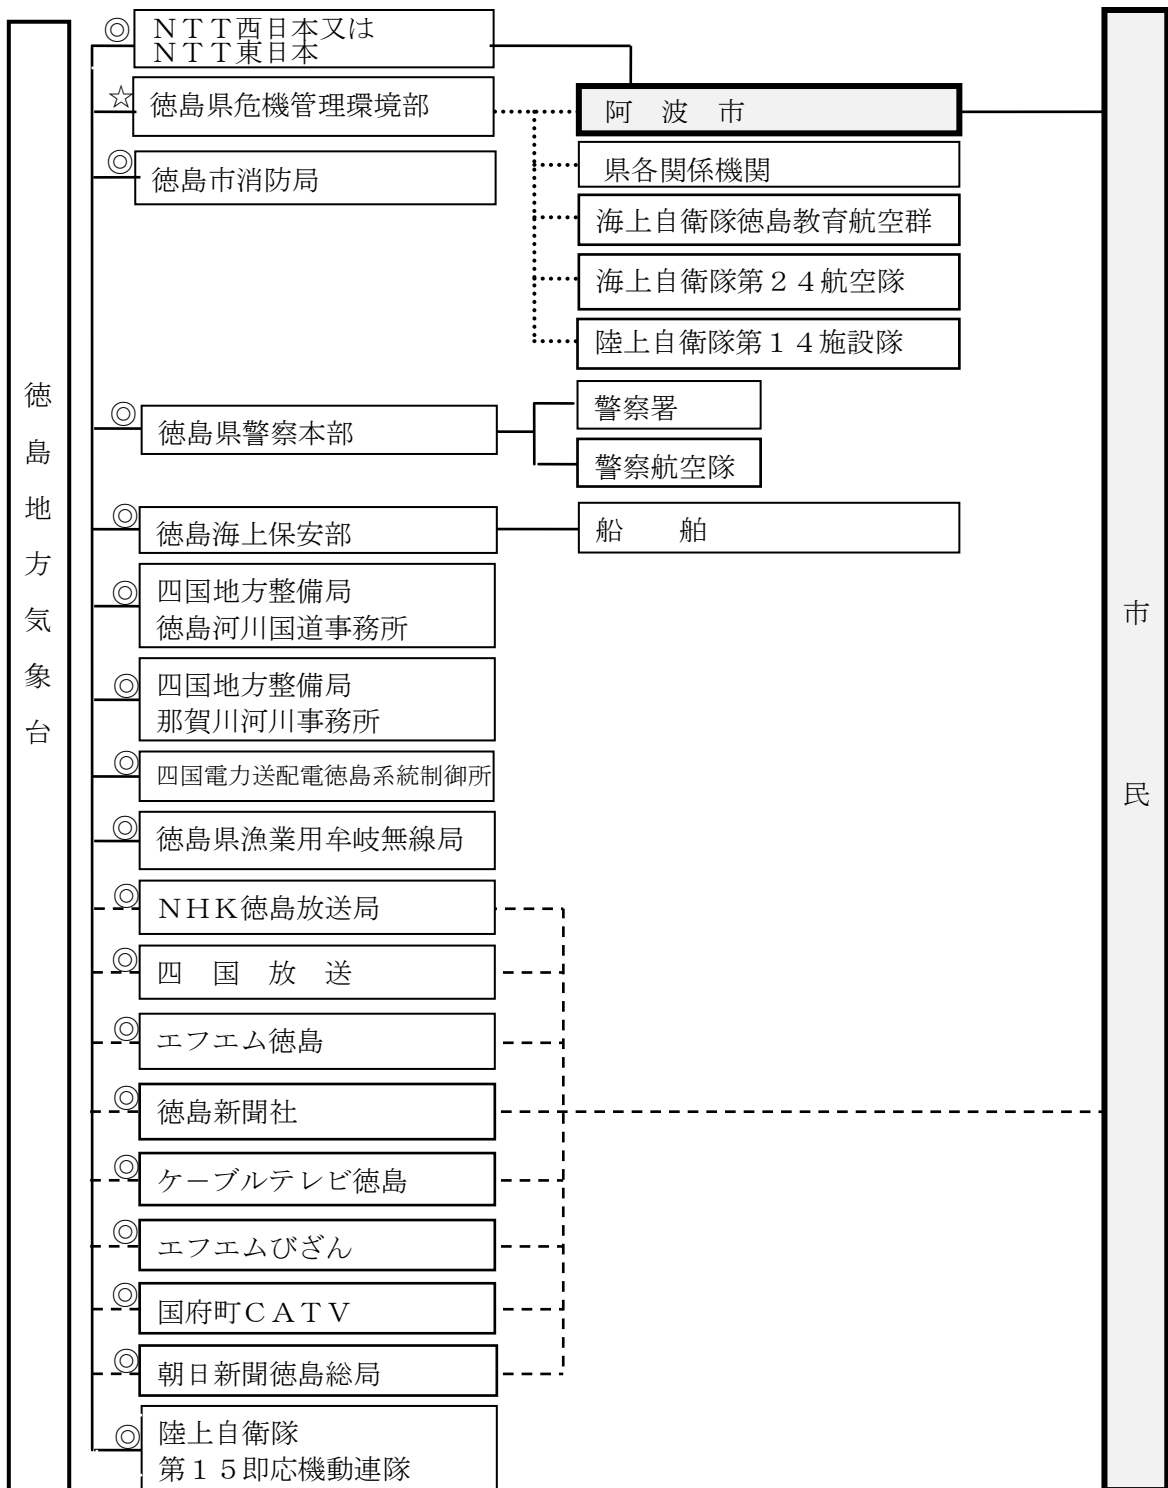 徳島地方気象台
◎
ＮＴＴ西日本又は
ＮＴＴ東日本
☆
徳島県危機管理環境部
◎
徳島市消防局
阿 波 市
県各関係機関
海上自衛隊徳島教育航空群
海上自衛隊第２４航空隊
陸上自衛隊第１４施設隊
◎
徳島県警察本部
警察署
警察航空隊
◎
徳島海上保安部
船　　舶
◎
四国地方整備局
徳島河川国道事務所
◎
四国地方整備局
那賀川河川事務所
◎
四国電力送配電徳島系統制御所
◎
徳島県漁業用牟岐無線局
◎
ＮＨＫ徳島放送局
◎
四　国　放　送
◎
エフエム徳島
◎
徳島新聞社
◎
ケーブルテレビ徳島
◎
エフエムびざん
◎
国府町ＣＡＴＶ
◎
朝日新聞徳島総局
◎
陸上自衛隊
第１５即応機動連隊
市民